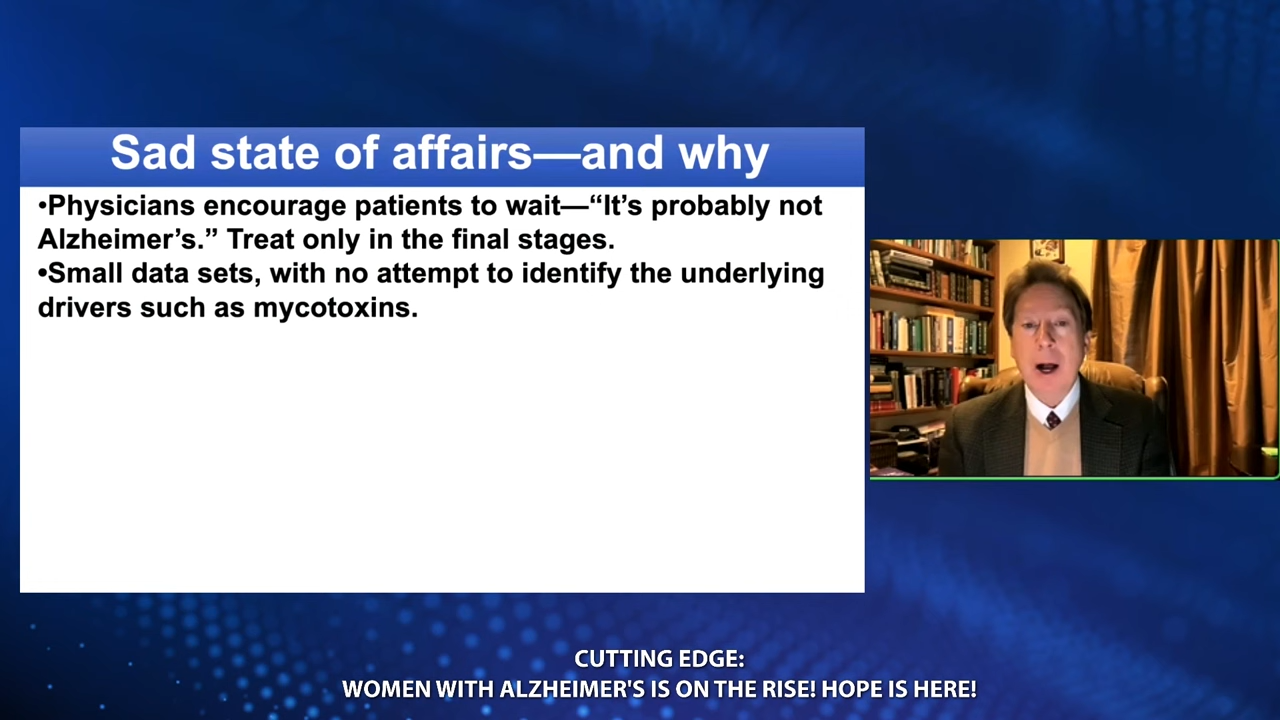 Sad state of affairs—and why
•Physicians encourage patients to wait—“It’s probably not
Alzheimer’s.” Treat only in the final stages.
•Small data sets, with no attempt to identify the underlying
drivers such as mycotoxins.
CUTTING EDGE:
WOMEN WITH ALZHEIMER'S IS ON THE RISE! HOPE IS HERE!